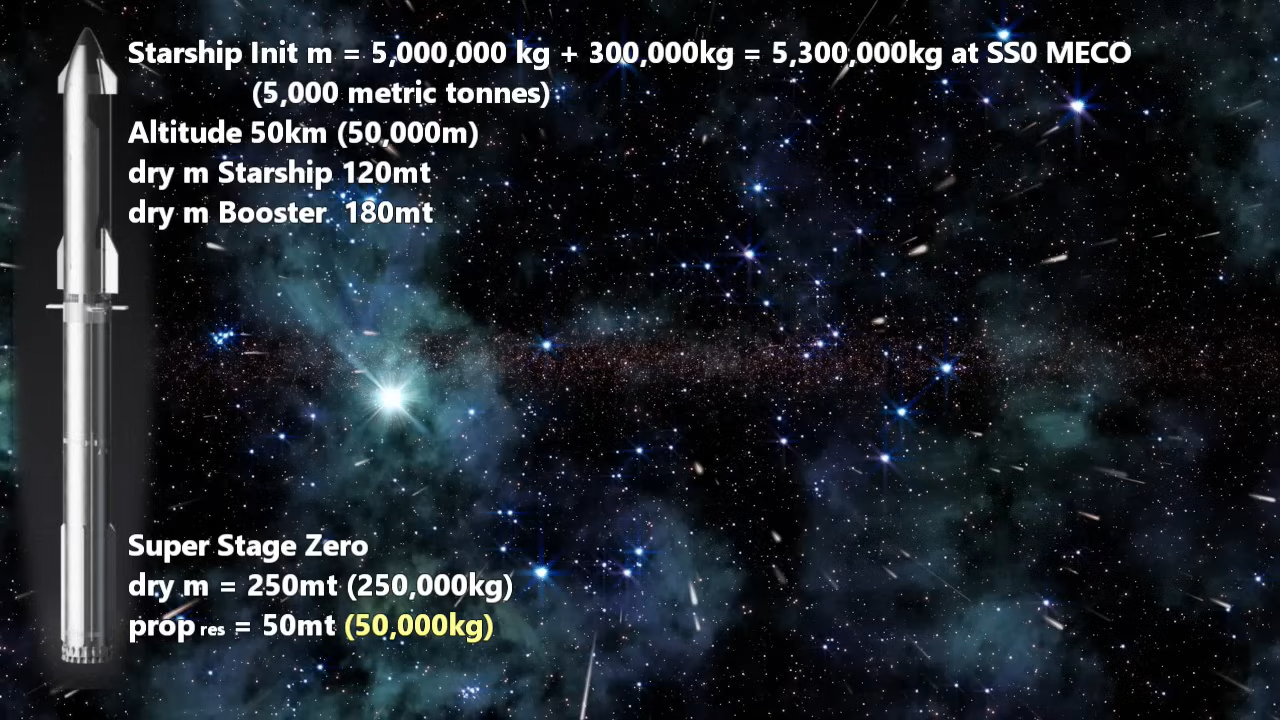 Starship Init m = 5,000,000 kg + 300,000kg = 5,300,000kg at SS0 MECO
(5,000 metric tonnes)
Altitude 50km (50,000m)
dry m Starship 120mt
dry m Booster 180mt
Super Stage Zero
dry m = 250mt (250,000kg)
prop res = 50mt (50,000kg)